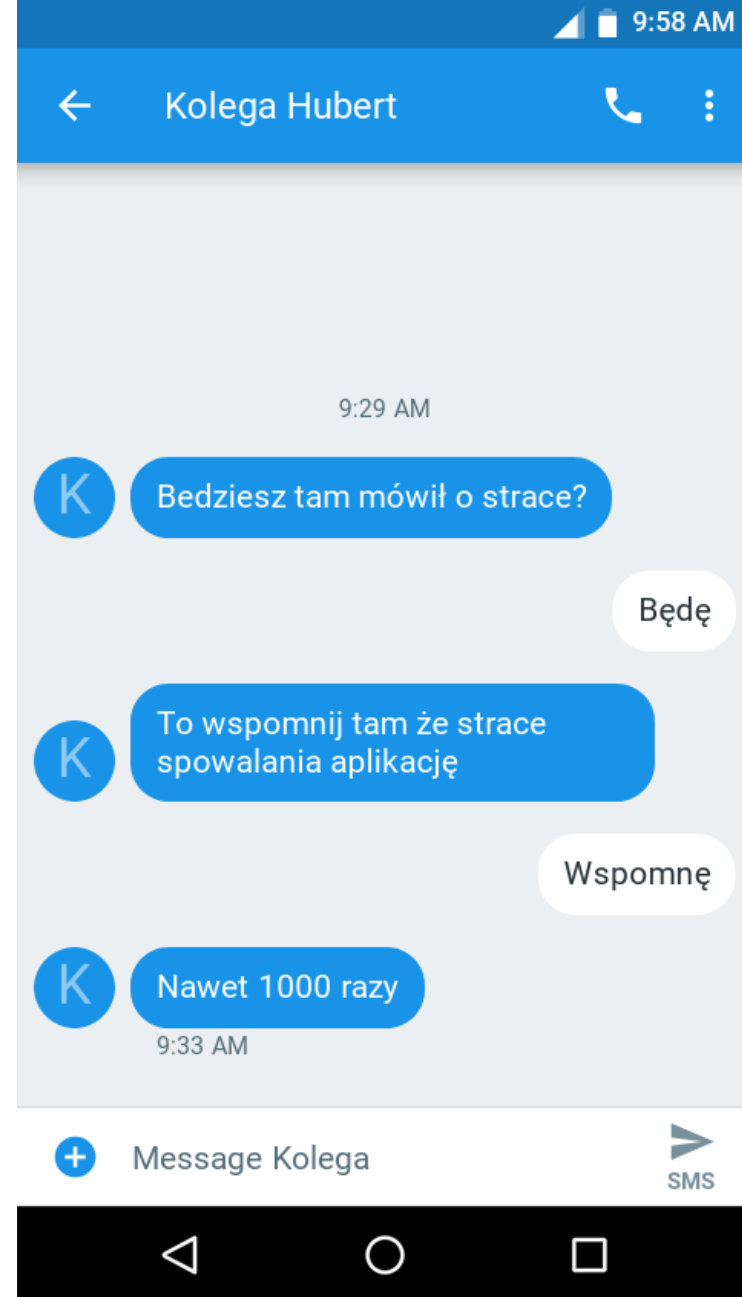 9:58 AM
Kolega Hubert
9:29 AM
K
Bedziesz tam mówił o strace?
Będę
K
To wspomnij tam że strace
spowalania aplikację
Wspomnę
K
Nawet 1000 razy
9:33 AM
Message Kolega
SMS